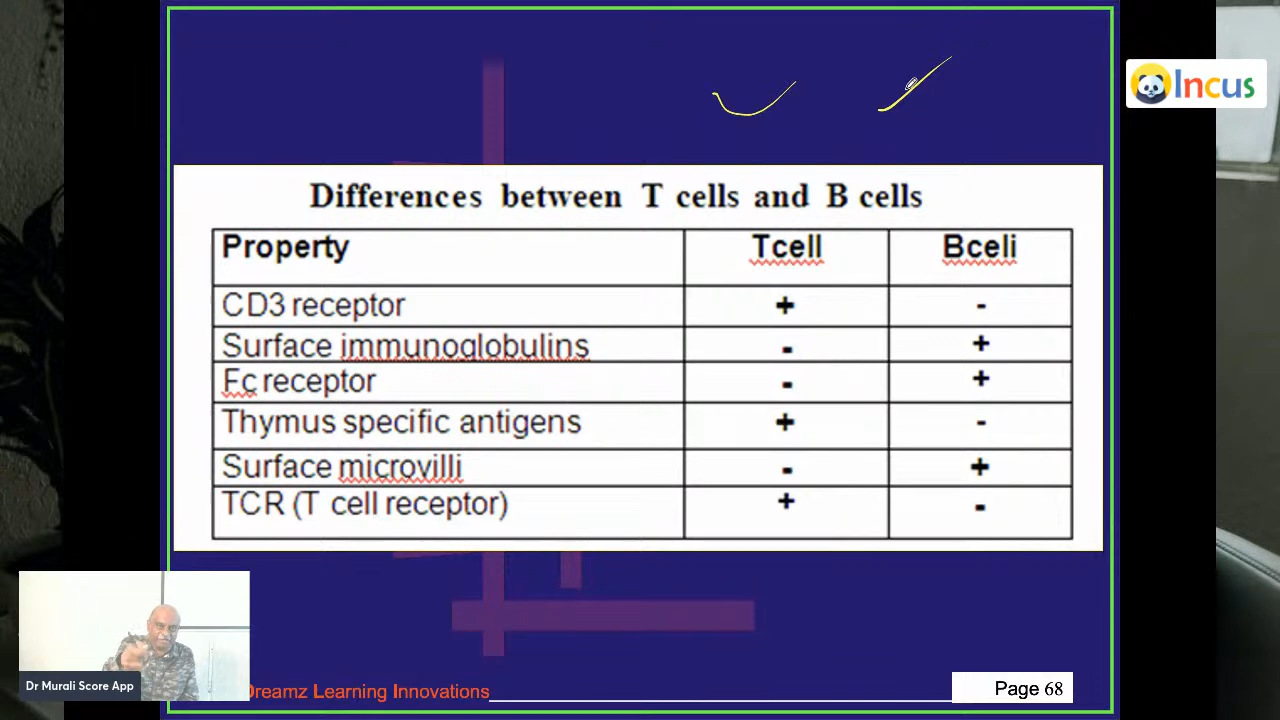 Incus
Differences between T cells and B cells
Property Tcell Bceli
CD3 receptor + -
Surface immunoglobulins - +
Fc receptor - +
Thymus specific antigens + -
Surface microvilli - +
TCR (T cell receptor) + -
Dr Murali Score App
Dreamz Learning Innovations
Page 68